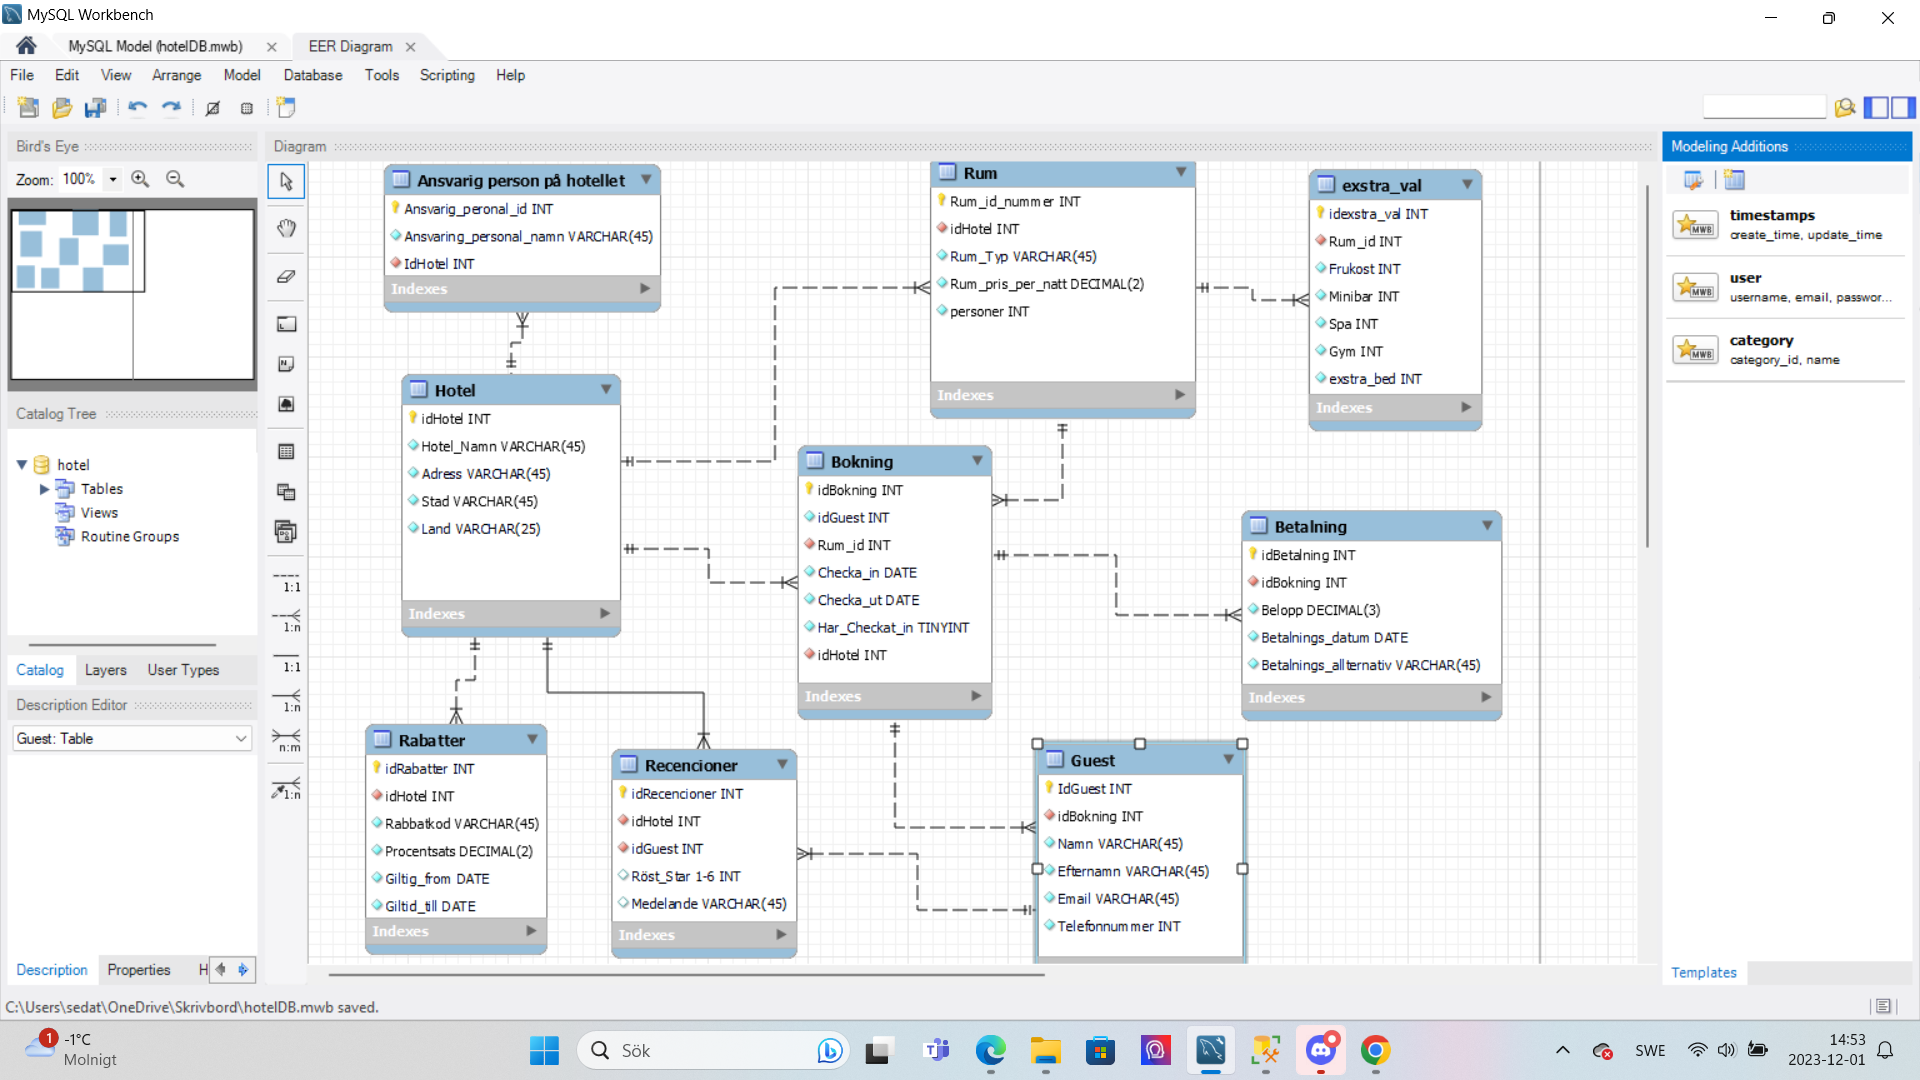 MySQL Workbench
MySQL Model (hotelDB.mwb)
EER Diagram
File Edit View Arrange Model Database Tools Scripting Help
Bird's Eye
Zoom: 100%
Catalog Tree
hotel
Tables
Views
Routine Groups
Catalog Layers User Types
Description Editor
Guest: Table
Description Properties H
Diagram
1:1
1:n
1:1
1:n
n:m
1:n
Ansvarig person på hotellet
Ansvarig_peronal_id INT
Ansvaring_personal_namn VARCHAR(45)
IdHotel INT
Indexes
Hotel
idHotel INT
Hotel_Namn VARCHAR(45)
Adress VARCHAR(45)
Stad VARCHAR(45)
Land VARCHAR(25)
Indexes
Rabatter
idRabatter INT
idHotel INT
Rabbatkod VARCHAR(45)
Procentsats DECIMAL(2)
Giltig_from DATE
Giltid_till DATE
Indexes
Recencioner
idRecencioner INT
idHotel INT
idGuest INT
Röst_Star 1-6 INT
Medelande VARCHAR(45)
Indexes
Rum
Rum_id_nummer INT
idHotel INT
Rum_Typ VARCHAR(45)
Rum_pris_per_natt DECIMAL(2)
personer INT
Indexes
Bokning
idBokning INT
idGuest INT
Rum_id INT
Checka_in DATE
Checka_ut DATE
Har_Checkat_in TINYINT
idHotel INT
Indexes
exstra_val
idexstra_val INT
Rum_id INT
Frukost INT
Minibar INT
Spa INT
Gym INT
exstra_bed INT
Indexes
Betalning
idBetalning INT
idBokning INT
Belopp DECIMAL(3)
Betalnings_datum DATE
Betalnings_allternativ VARCHAR(45)
Indexes
Guest
IdGuest INT
idBokning INT
Namn VARCHAR(45)
Efternamn VARCHAR(45)
Email VARCHAR(45)
Telefonnummer INT
Modeling Additions
MWB
timestamps
create_time, update_time
MWB
user
username, email, passwor...
MWB
category
category_id, name
Templates
C:\Users\sedat\OneDrive\Skrivbord\hotelDB.mwb saved.
1
-1°C
Molnigt
Sök
SWE
14:53
2023-12-01